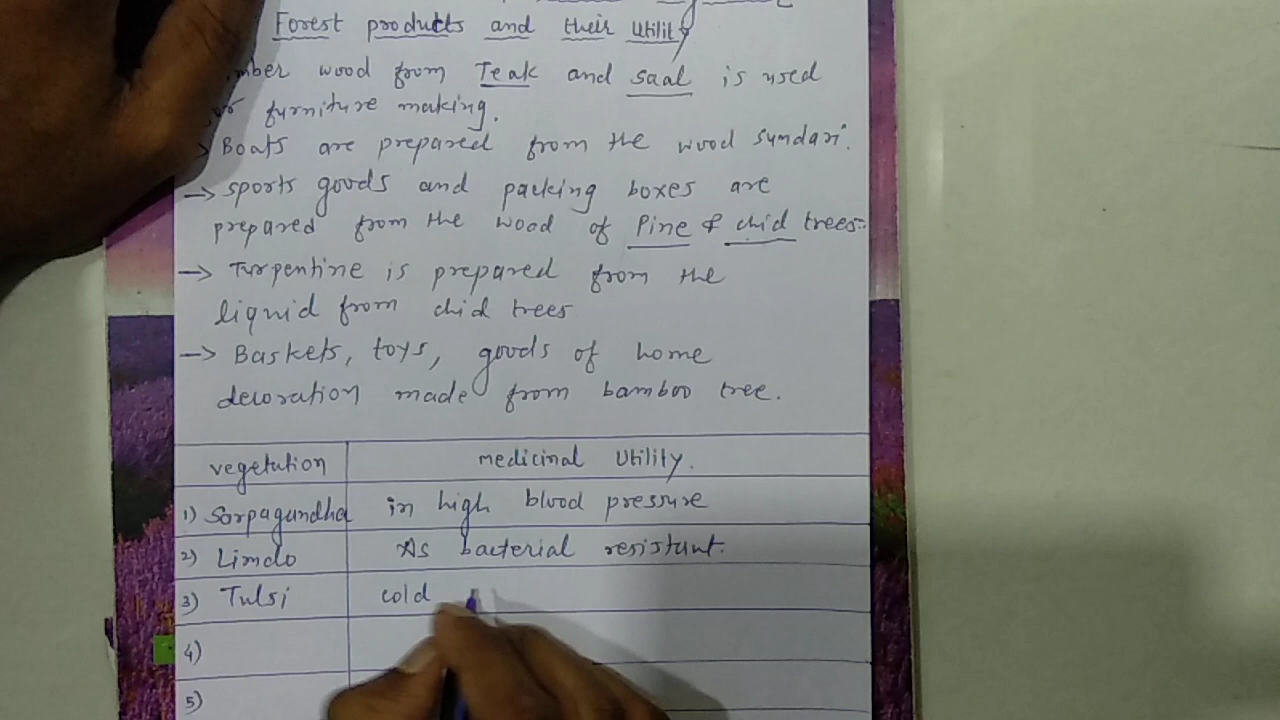 Forest products and their Utility
wood from Teak and saal is used
furniture making.
Boats are prepared from the wood Sundari.
→ sports goods and packing boxes are
prepared from the wood of Pine & chid trees
→ Turpentine is prepared from the
liquid from chid trees
→ Baskets, toys, goods of home
decoration made from bamboo tree.
vegetation medicinal Utility.
1) Sarpagandha in high blood pressure
2) Limdo As bacterial resistant.
3) Tulsi cold
4)
5)